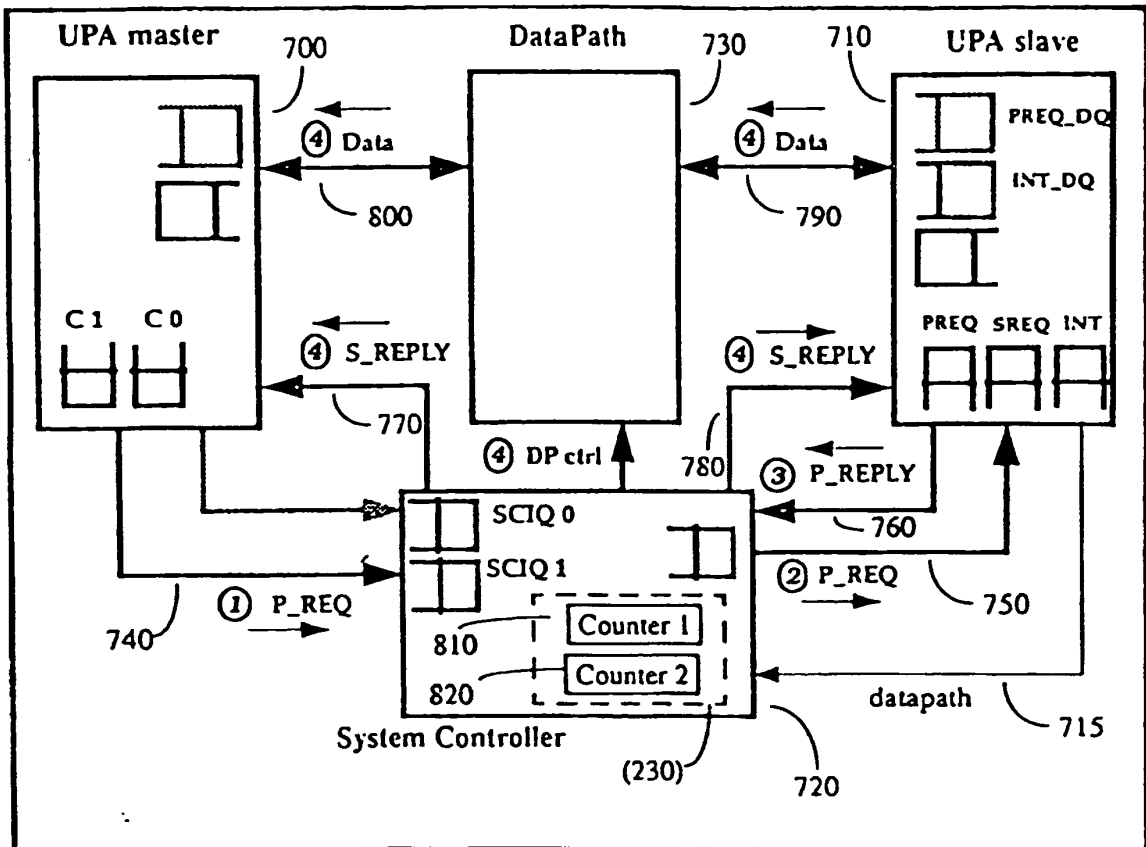 UPA master
DataPath
730
UPA slave
700
710
④ Data
④ Data
PREQ_DQ
INT_DQ
800
790
C 1
C 0
PREQ
SREQ
INT
④ S_REPLY
④ S_REPLY
770
④ DP ctrl
780
③ P_REPLY
SCIQ 0
760
SCIQ 1
① P_REQ
② P_REQ
750
740
810
Counter 1
820
Counter 2
datapath
715
System Controller
(230)
720